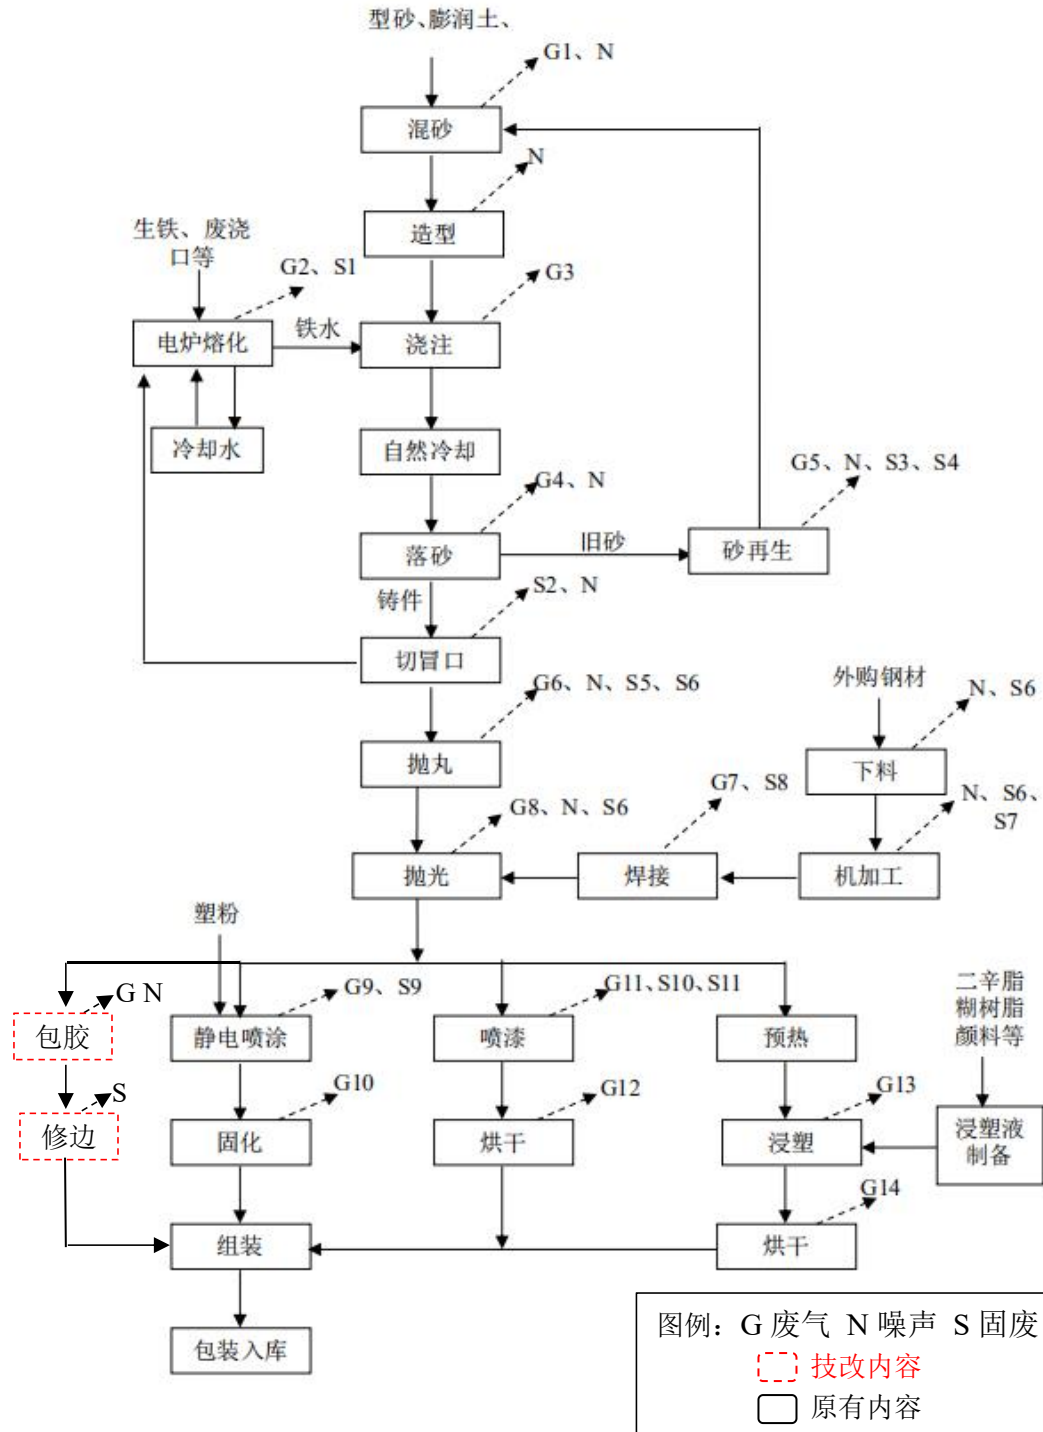 型砂、膨润土、
G1、N
混砂
N
造型
生铁、废浇
口等
G2、S1
G3
电炉熔化
铁水
浇注
冷却水
自然冷却
G4、N
G5、N、S3、S4
落砂
旧砂
砂再生
铸件
S2、N
切冒口
G6、N、S5、S6
外购钢材
N、S6
抛丸
下料
G8、N、S6
G7、S8
N、S6、
S7
抛光
焊接
机加工
塑粉
G N
G9、S9
G11、S10、S11
二辛脂
糊树脂
颜料等
包胶
静电喷涂
喷漆
预热
S
G10
G12
G13
修边
固化
烘干
浸塑
浸塑液
制备
G14
组装
烘干
包装入库
图例：G 废气 N 噪声 S 固废
技改内容
原有内容